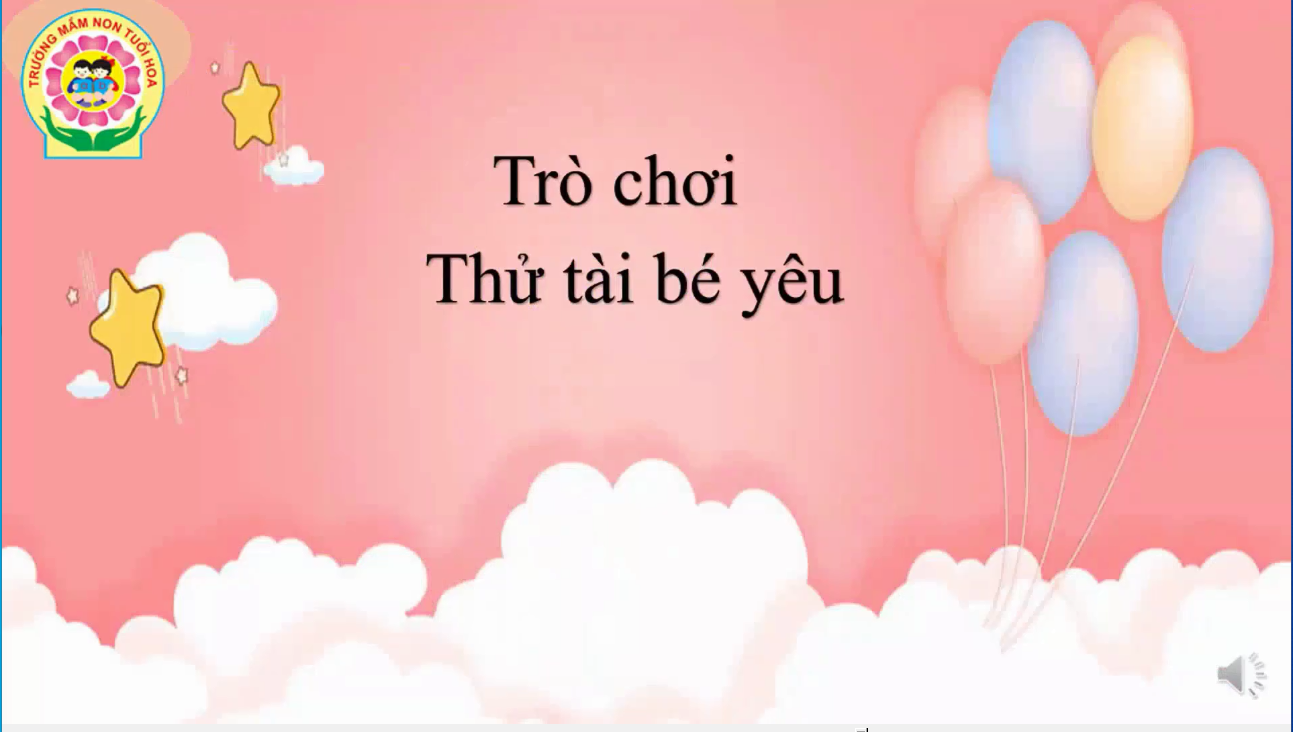 TRƯỜNG MẦM NON TUỔI HOA
Trò chơi
Thử tài bé yêu